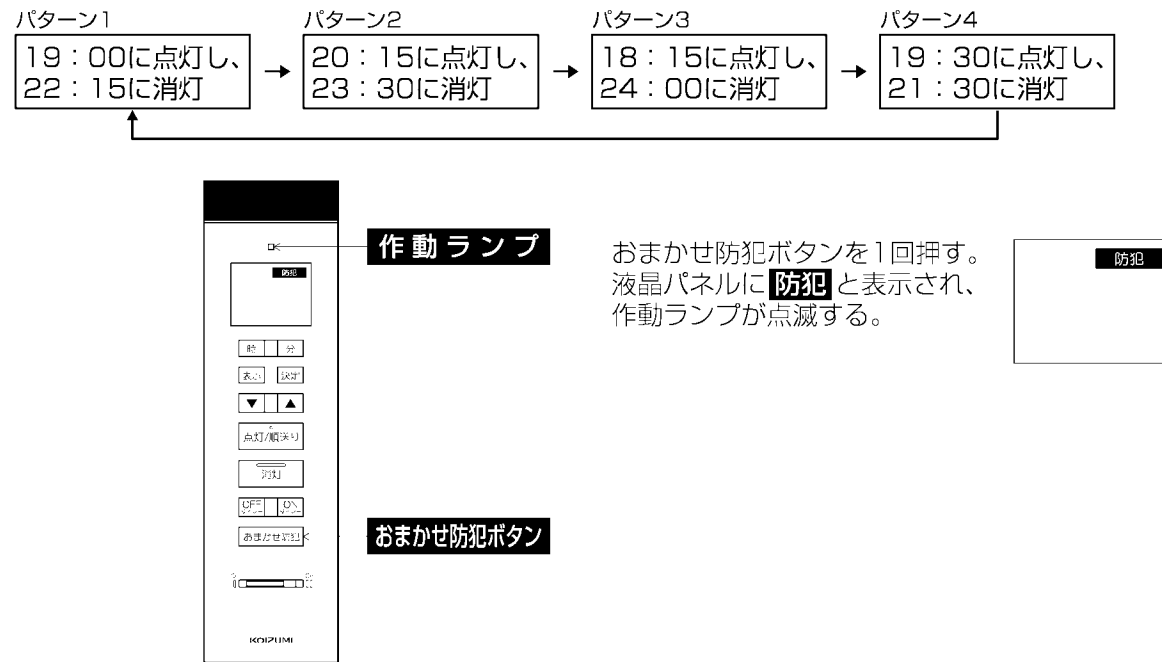 パターン1
19：00に点灯し、
22：15に消灯
パターン2
20：15に点灯し、
23：30に消灯
パターン3
18：15に点灯し、
24：00に消灯
パターン4
19：30に点灯し、
21：30に消灯
作動ランプ
防犯
時 分
表示 決定
▼ ▲
点灯/順送り
消灯
OFF ON
おまかせ防犯
KOIZUMI
おまかせ防犯ボタン
おまかせ防犯ボタンを1回押す。
液晶パネルに 防犯 と表示され、
作動ランプが点滅する。
防犯